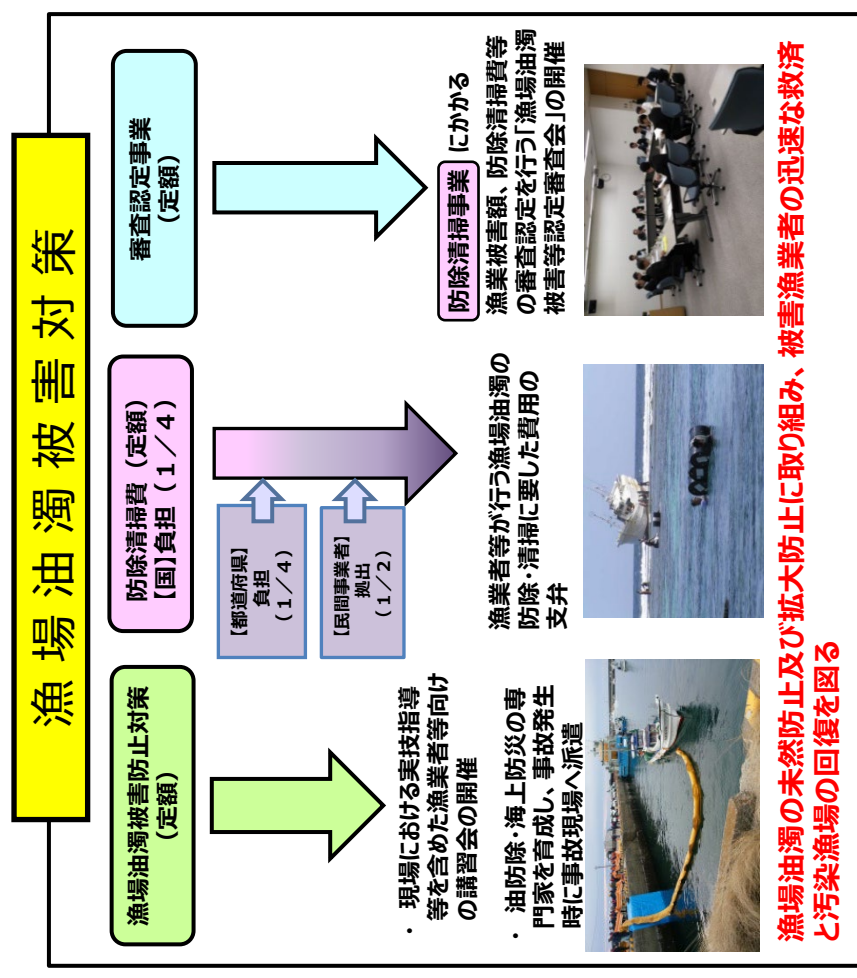 漁場油濁被害対策
漁場油濁被害防止対策
(定額)
・ 現場における実技指導
等を含めた漁業者等向け
の講習会の開催
・ 油防除・海上防災の専
門家を育成し、事故発生
時に事故現場へ派遣
防除清掃費(定額)
【国】負担(1/4)
【都道府県】
負担
(1/4)
【民間事業者】
拠出
(1/2)
漁業者等が行う漁場油濁の
防除・清掃に要した費用の
支弁
審査認定事業
(定額)
防除清掃事業 にかかる
漁業被害額、防除清掃費等
の審査認定を行う「漁場油濁
被害等認定審査会」の開催
漁場油濁の未然防止及び拡大防止に取り組み、被害漁業者の迅速な救済
と汚染漁場の回復を図る